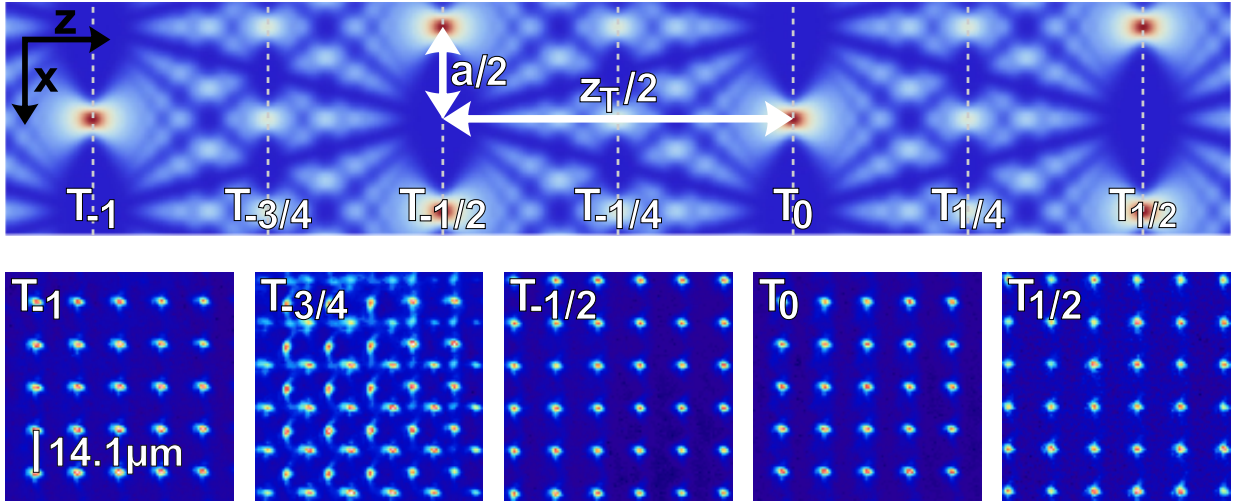 z
x
a/2
z_T/2
T_-1 T_-3/4 T_-1/2 T_-1/4 T_0 T_1/4 T_1/2
T_-1 T_-3/4 T_-1/2 T_0 T_1/2
14.1μm